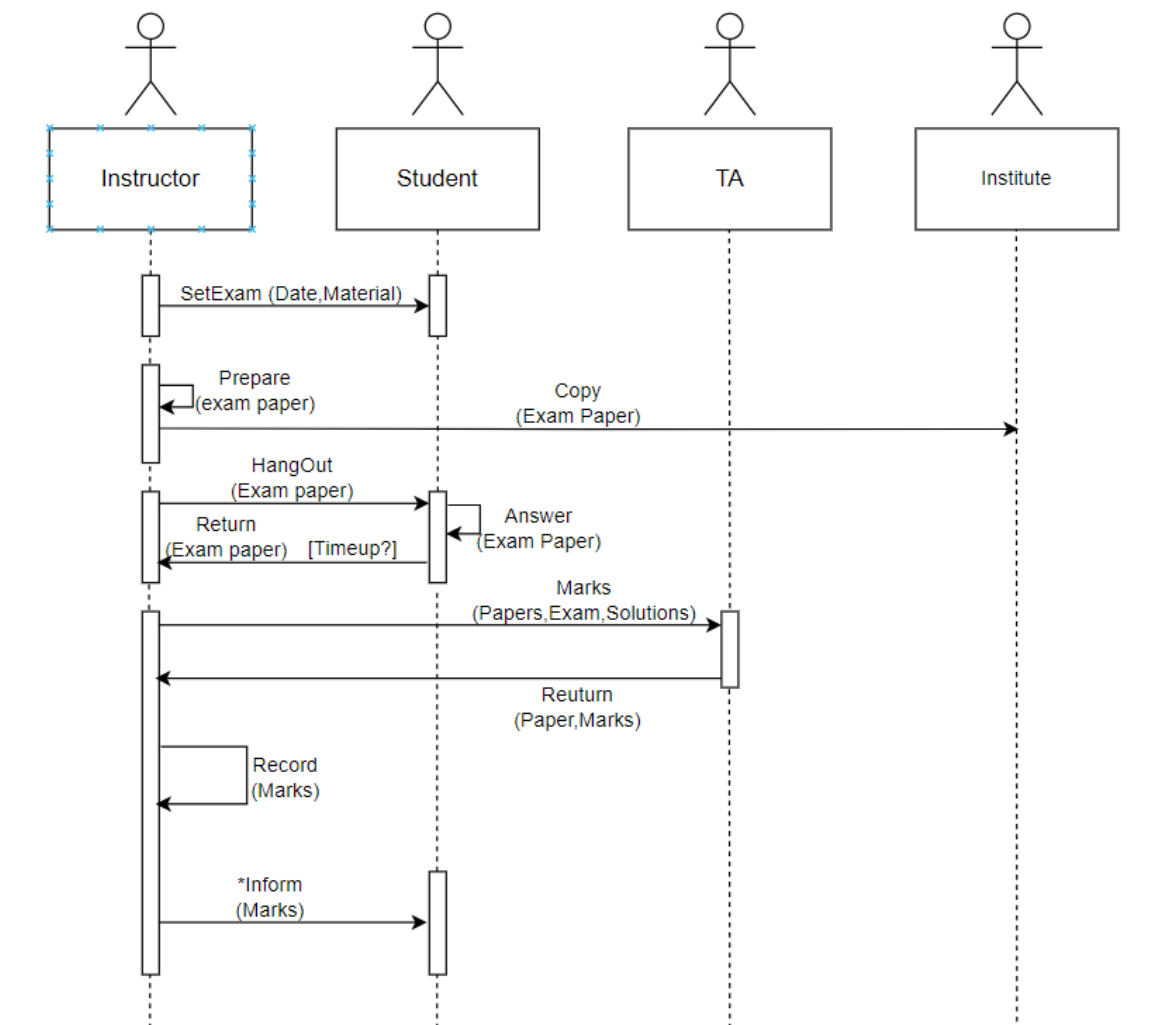 Instructor
Student
TA
Institute
SetExam (Date,Material)
Prepare
(exam paper)
Copy
(Exam Paper)
HangOut
(Exam paper)
Answer
(Exam Paper)
Return
(Exam paper)
[Timeup?]
Marks
(Papers,Exam,Solutions)
Reuturn
(Paper,Marks)
Record
(Marks)
*Inform
(Marks)